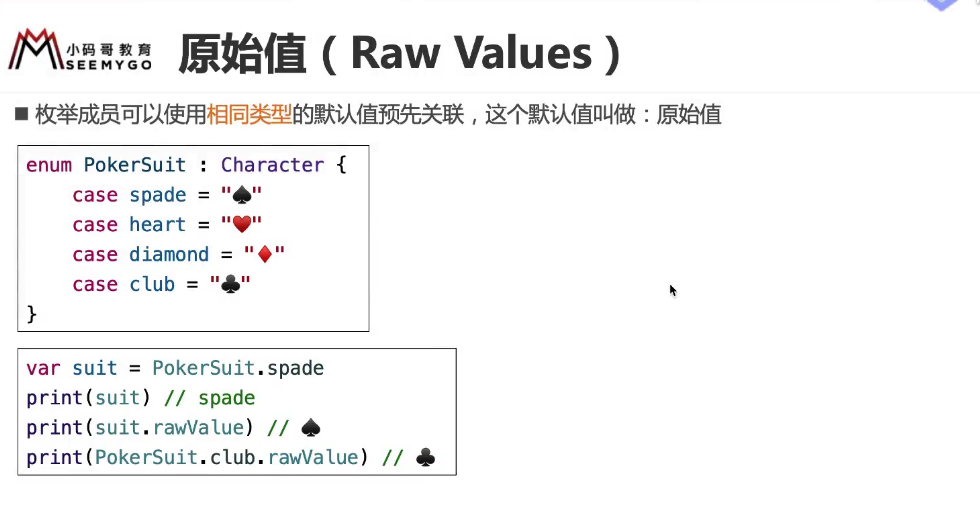 小码哥教育
SEEMYGO
原始值（Raw Values）
■ 枚举成员可以使用相同类型的默认值预先关联，这个默认值叫做：原始值
enum PokerSuit : Character {
    case spade = "♠️"
    case heart = "♥️"
    case diamond = "♦️"
    case club = "♣️"
}
var suit = PokerSuit.spade
print(suit) // spade
print(suit.rawValue) // ♠️
print(PokerSuit.club.rawValue) // ♣️